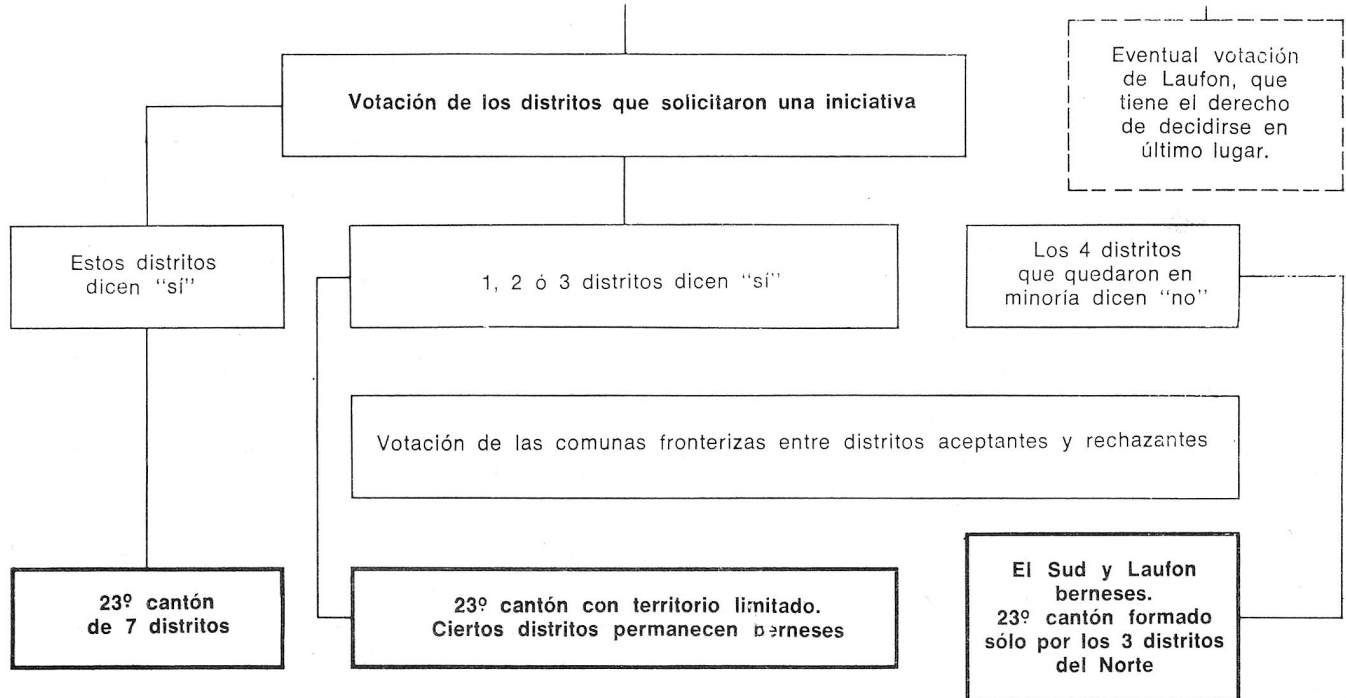 Votación de los distritos que solicitaron una iniciativa
Eventual votación
de Laufon, que
tiene el derecho
de decidirse en
último lugar.
Estos distritos
dicen “sí”
1, 2 ó 3 distritos dicen “sí”
Los 4 distritos
que quedaron en
minoría dicen “no”
Votación de las comunas fronterizas entre distritos aceptantes y rechazantes
23º cantón
de 7 distritos
23º cantón con territorio limitado.
Ciertos distritos permanecen berneses
El Sud y Laufon
berneses.
23º cantón formado
sólo por los 3 distritos
del Norte